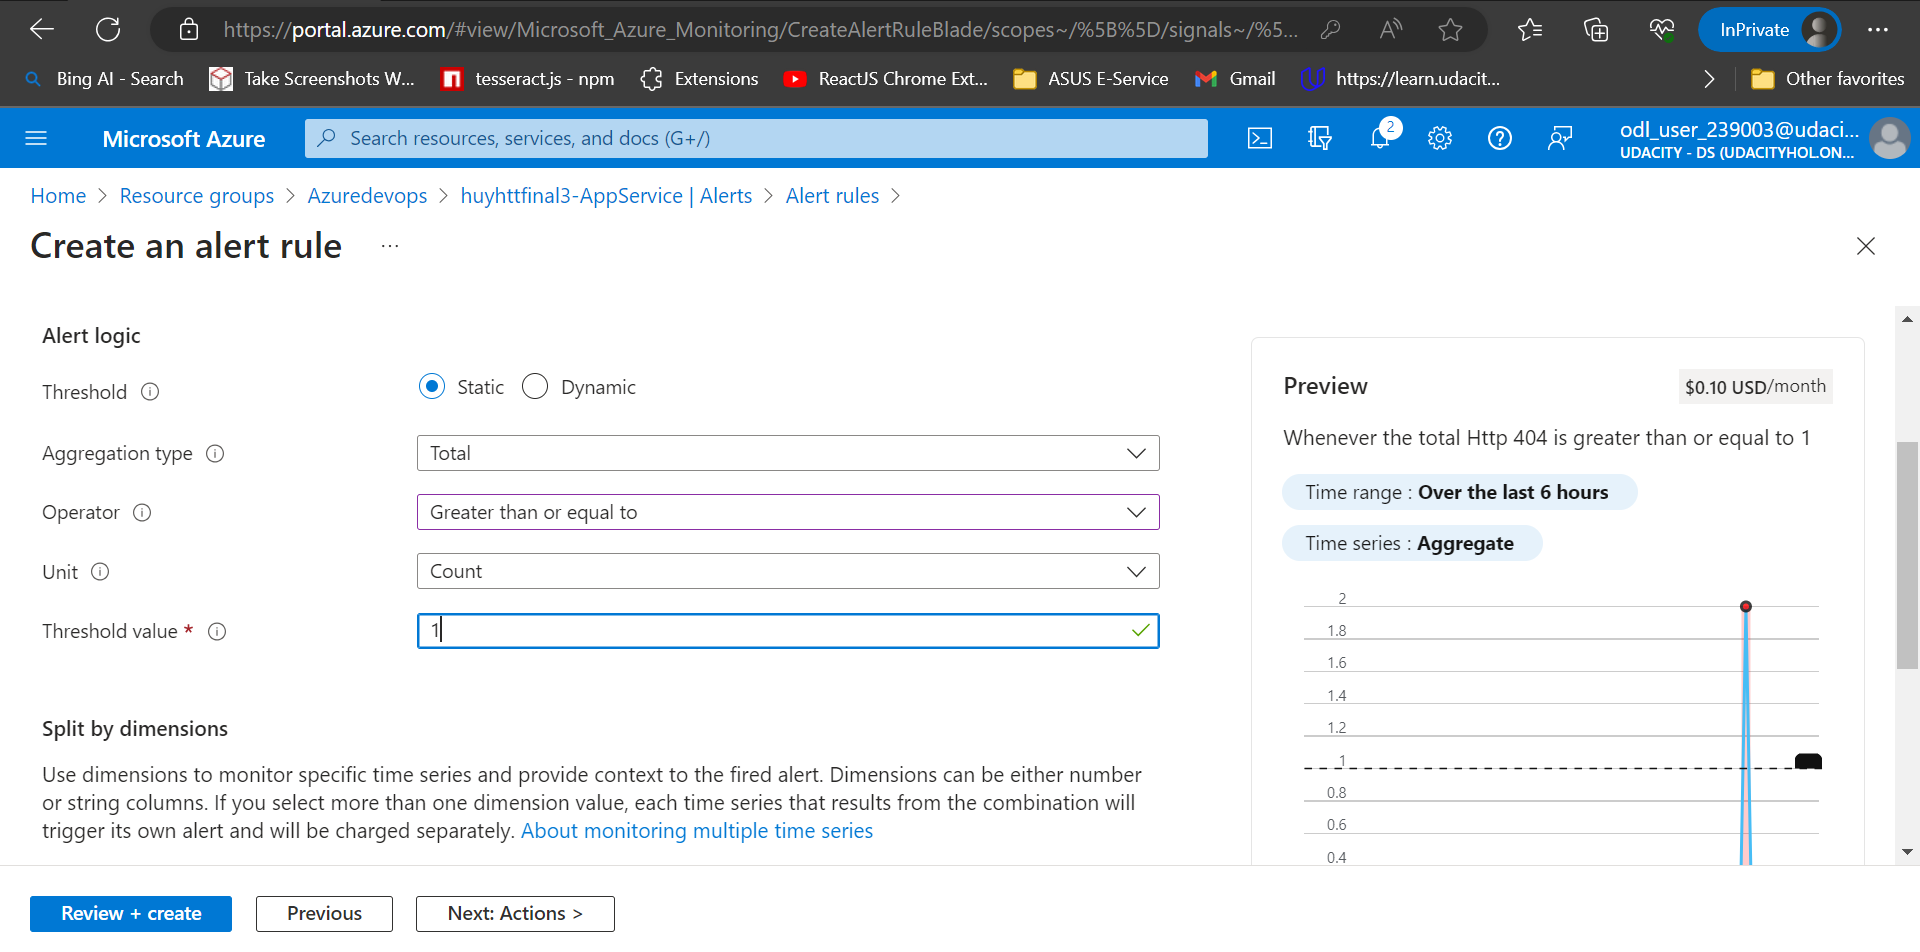 https://portal.azure.com/#view/Microsoft_Azure_Monitoring/CreateAlertRuleBlade/scopes~/%5B%5D/signals~/%5...
InPrivate
Bing AI - Search
Take Screenshots W...
tesseract.js - npm
Extensions
ReactJS Chrome Ext...
ASUS E-Service
Gmail
https://learn.udacit...
Other favorites
Microsoft Azure
Search resources, services, and docs (G+/)
2
odl_user_239003@udaci...
UDACITY - DS (UDACITYHOL.ON...
Home > Resource groups > Azuredevops > huyhttfinal3-AppService | Alerts > Alert rules >
Create an alert rule ...
Alert logic
Threshold
Static
Dynamic
Aggregation type
Total
Operator
Greater than or equal to
Unit
Count
Threshold value *
1
Split by dimensions
Use dimensions to monitor specific time series and provide context to the fired alert. Dimensions can be either number
or string columns. If you select more than one dimension value, each time series that results from the combination will
trigger its own alert and will be charged separately. About monitoring multiple time series
Preview
$0.10 USD/month
Whenever the total Http 404 is greater than or equal to 1
Time range : Over the last 6 hours
Time series : Aggregate
2
1.8
1.6
1.4
1.2
1
0.8
0.6
0.4
Review + create
Previous
Next: Actions >